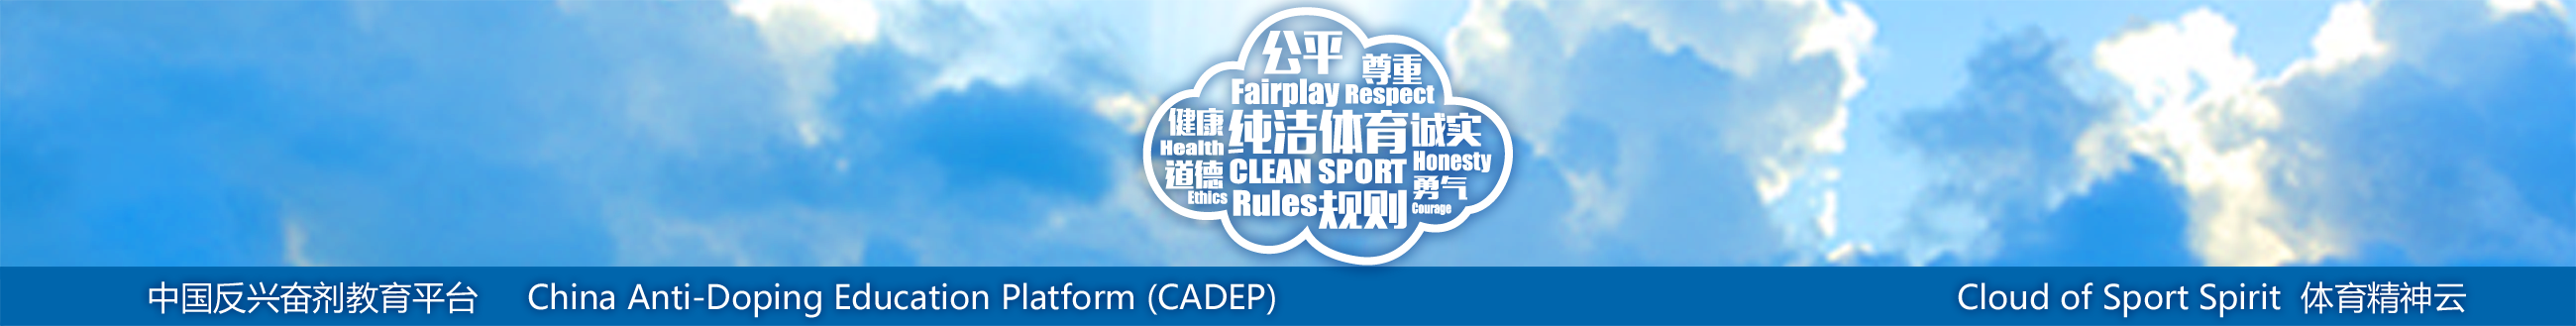 公平
尊重
Fairplay
Respect
健康
纯洁体育
诚实
Health
CLEAN SPORT
Honesty
道德
勇气
Ethics
Rules规则
Courage
中国反兴奋剂教育平台 China Anti-Doping Education Platform (CADEP)
Cloud of Sport Spirit 体育精神云